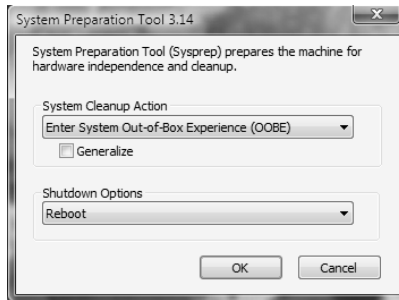 System Preparation Tool 3.14
System Preparation Tool (Sysprep) prepares the machine for
hardware independence and cleanup.
System Cleanup Action
Enter System Out-of-Box Experience (OOBE)
Generalize
Shutdown Options
Reboot
OK Cancel